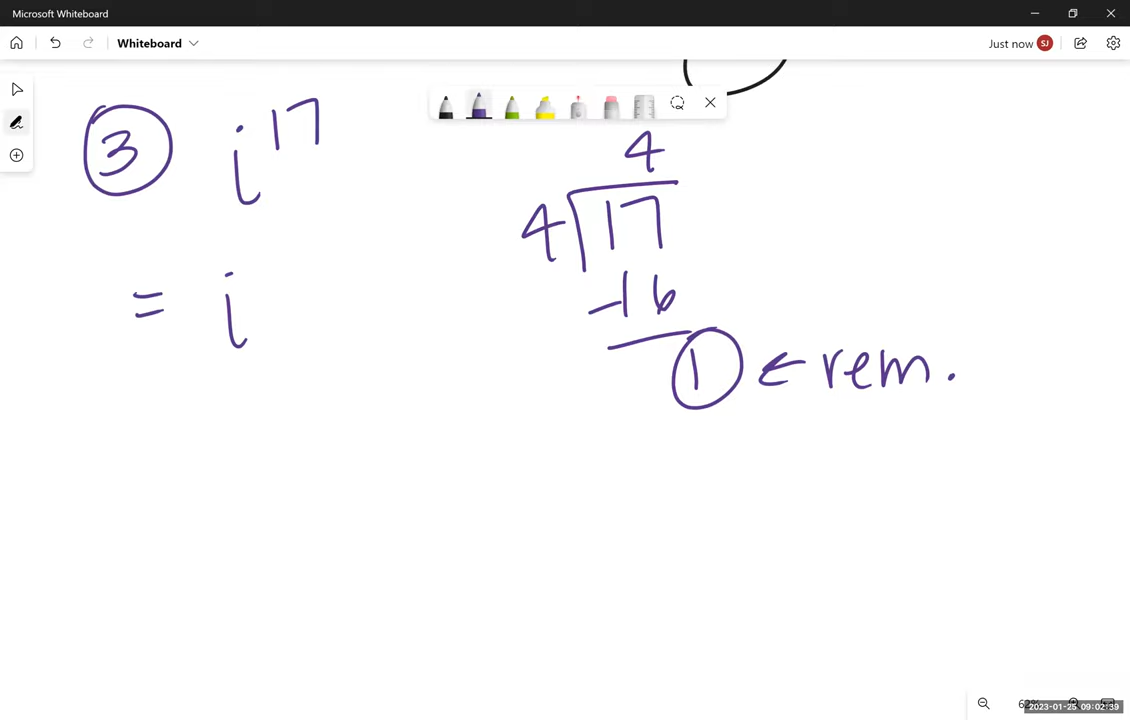 Microsoft Whiteboard
Whiteboard
Just now SJ
③ i^17
4
4 17
= i
-16
① ← rem.
2023-01-25 09:02:39